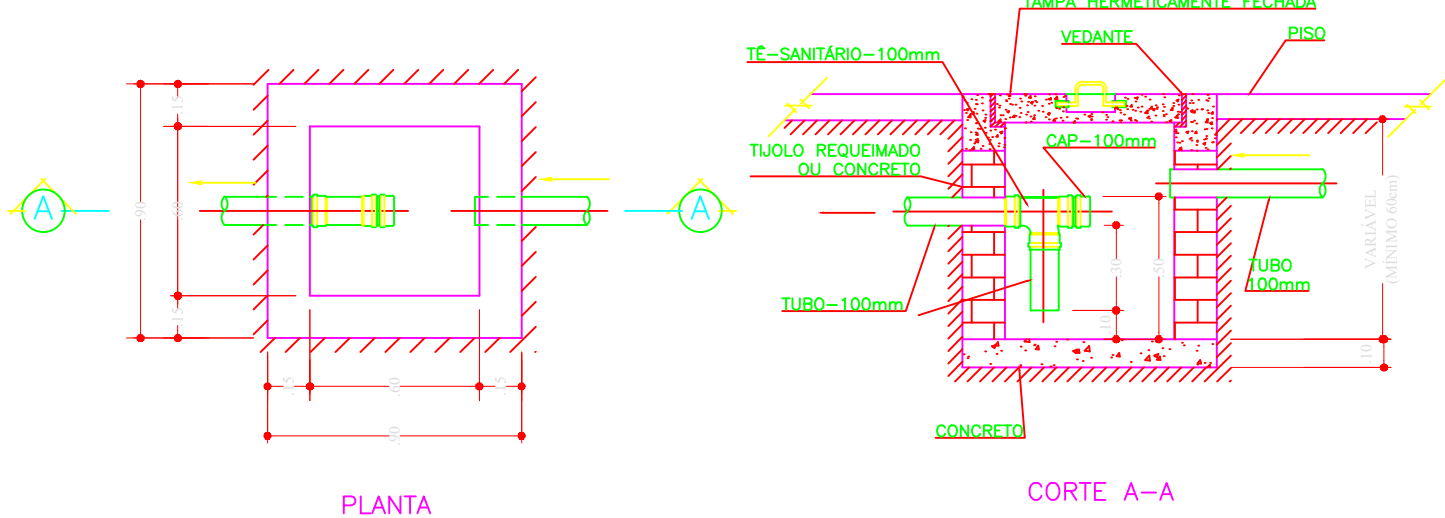 TAMPA HERMETICAMENTE FECHADA
VEDANTE
PISO
TÊ-SANITÁRIO-100mm
CAP-100mm
TIJOLO REQUEIMADO
OU CONCRETO
TUBO-100mm
TUBO
100mm
CONCRETO
VARIÁVEL
(MÍNIMO 60cm)
.30
.50
.10
.10
A
A
.15
.90
.60
.15
.15
.60
.15
.90
PLANTA
CORTE A-A